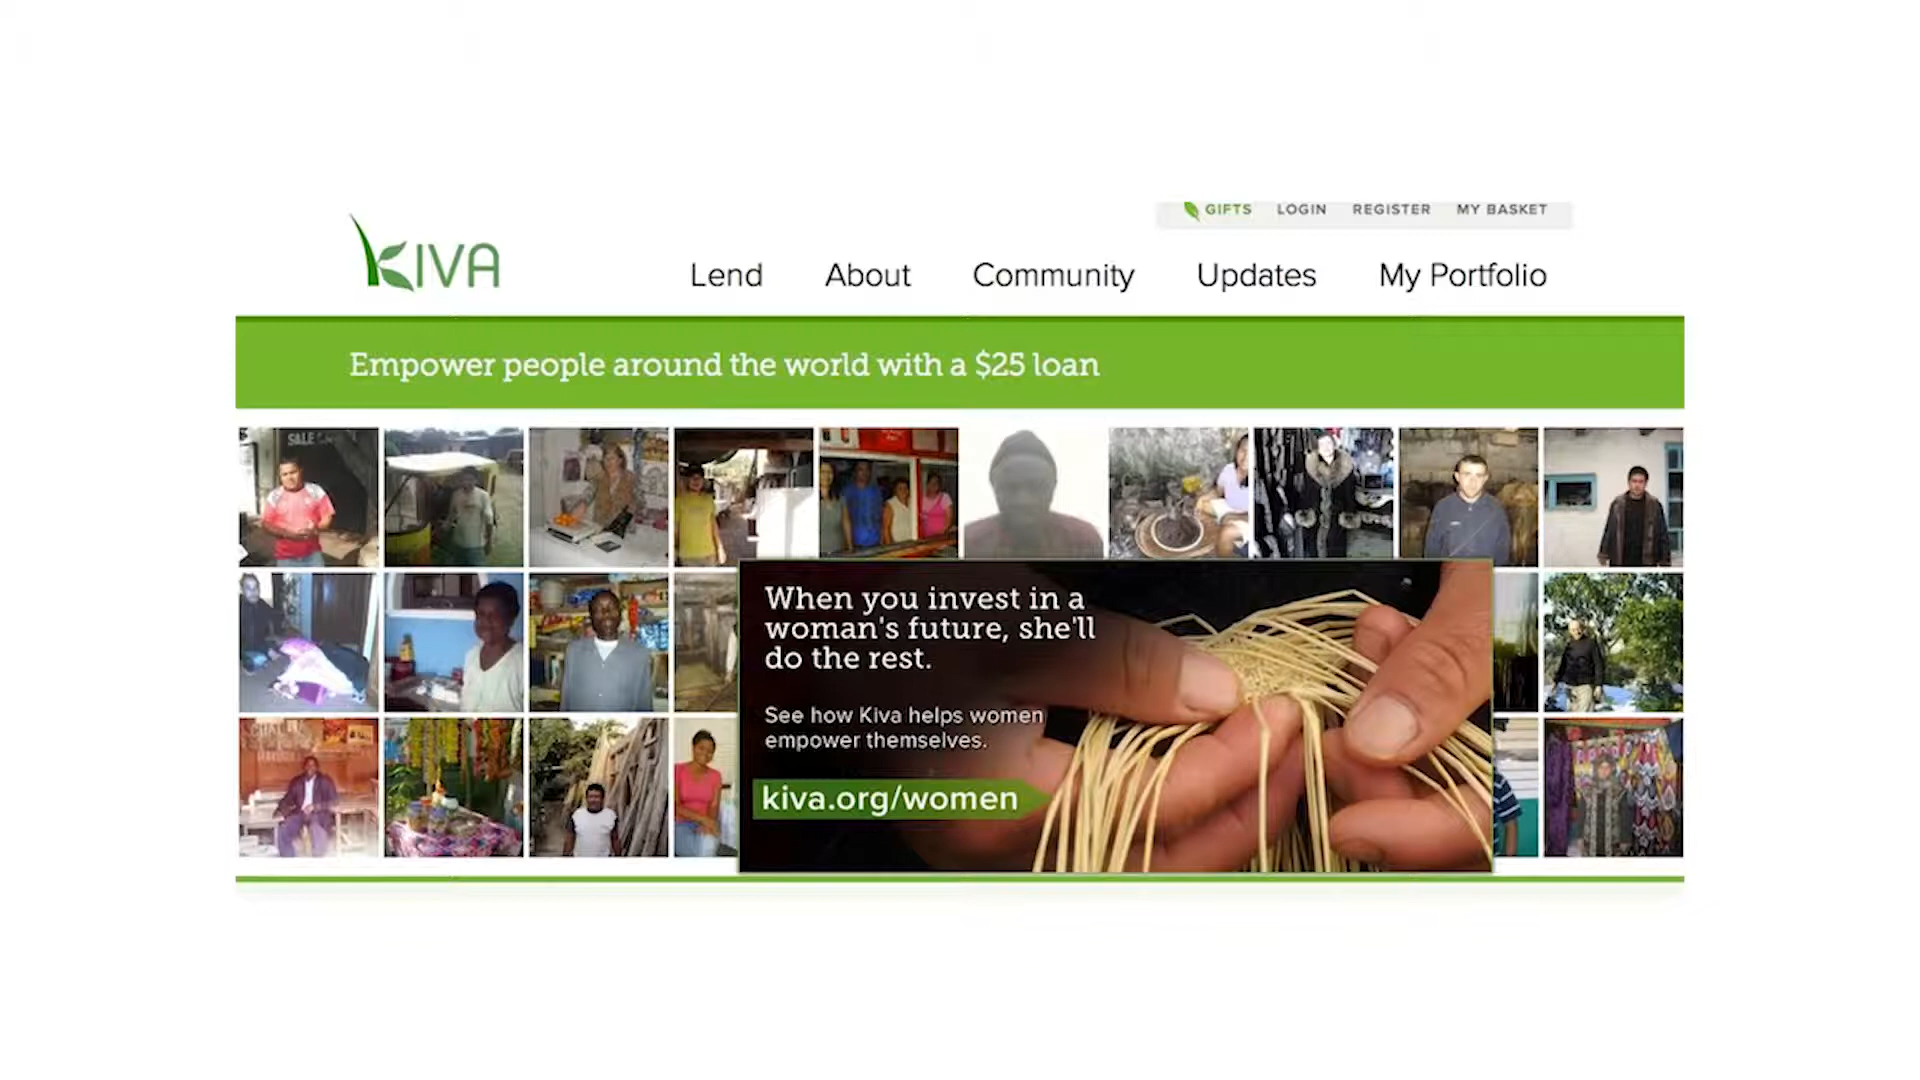 GIFTS LOGIN REGISTER MY BASKET
KIVA
Lend About Community Updates My Portfolio
Empower people around the world with a $25 loan
SALE
When you invest in a
woman's future, she'll
do the rest.
See how Kiva helps women
empower themselves.
kiva.org/women